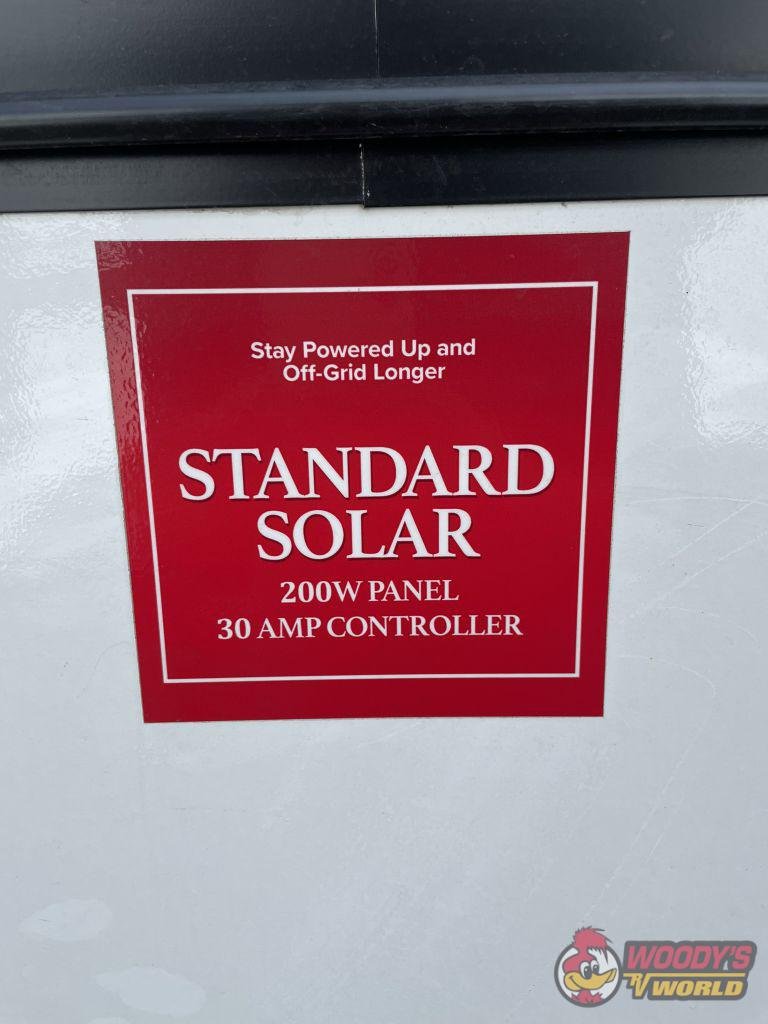 Stay Powered Up and
Off-Grid Longer
STANDARD
SOLAR
200W PANEL
30 AMP CONTROLLER
WOODY'S
RV WORLD